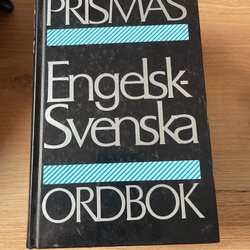 PRISMAS
Engelsk-
Svenska
ORDBOK